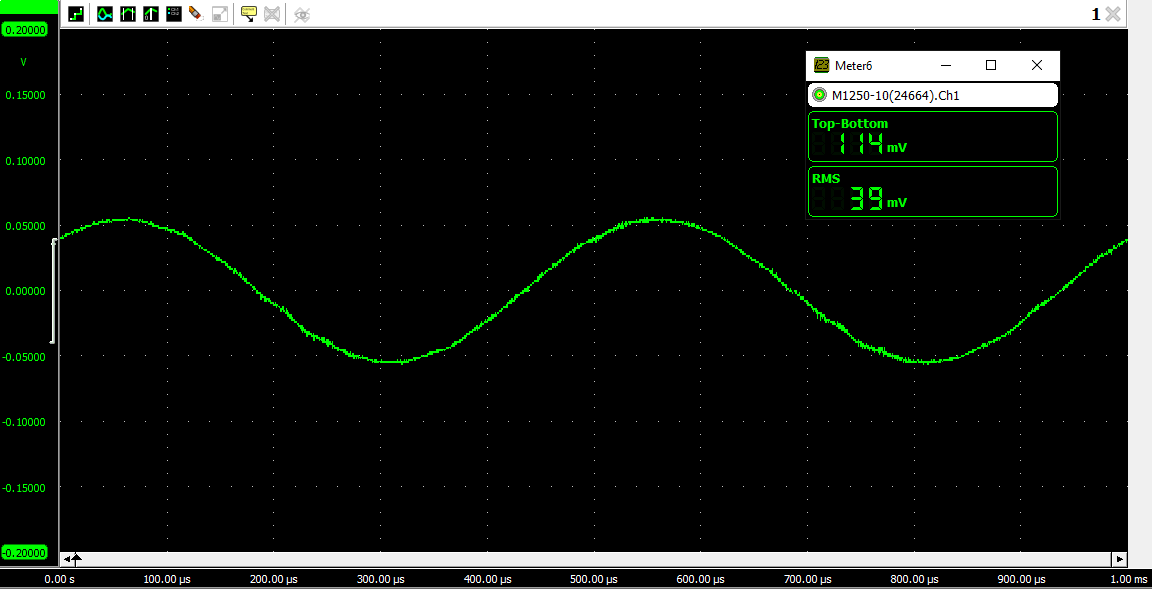 1
0.20000
V
0.15000
0.10000
0.05000
0.00000
-0.05000
-0.10000
-0.15000
-0.20000
Meter6
M1250-10(24664).Ch1
Top-Bottom
114 mV
RMS
39 mV
0.00 s 100.00 µs 200.00 µs 300.00 µs 400.00 µs 500.00 µs 600.00 µs 700.00 µs 800.00 µs 900.00 µs 1.00 ms